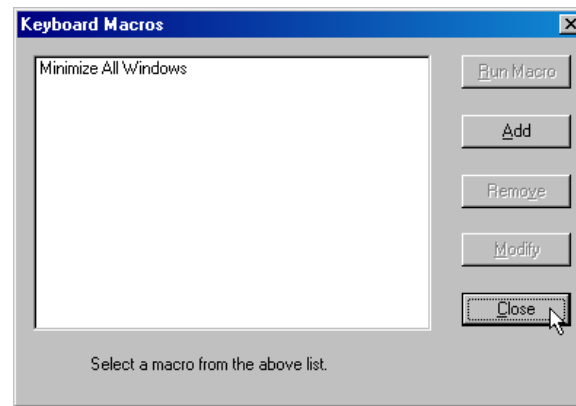 Keyboard Macros
Minimize All Windows
Run Macro
Add
Remove
Modify
Close
Select a macro from the above list.